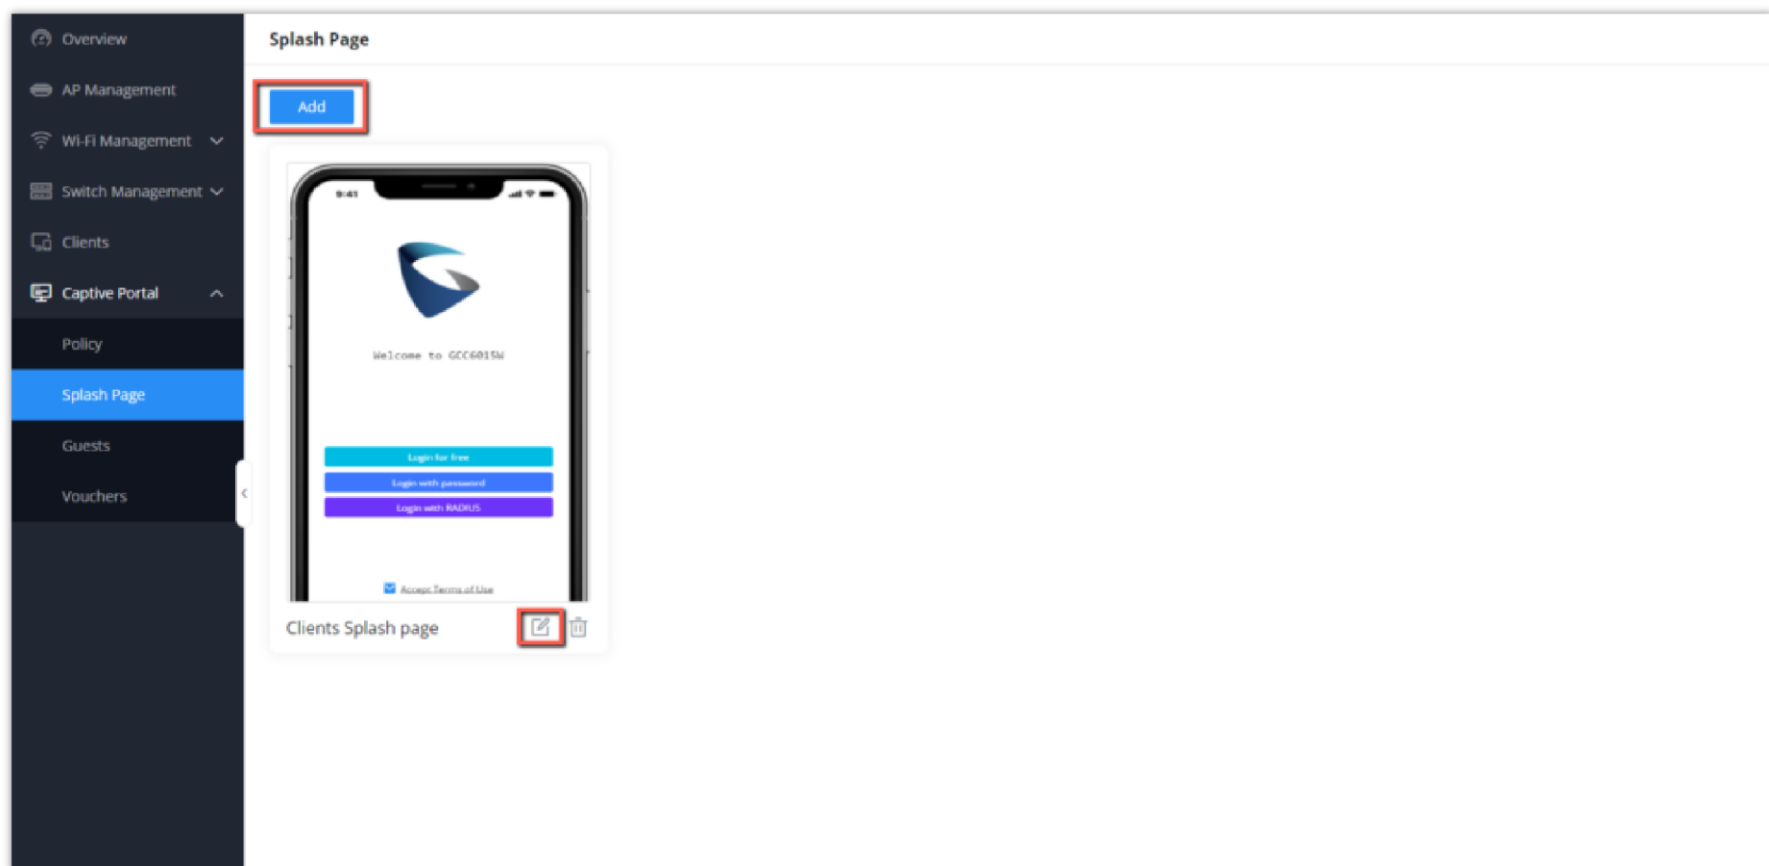 Overview
AP Management
Wi-Fi Management
Switch Management
Clients
Captive Portal
Policy
Splash Page
Guests
Vouchers
Splash Page
Add
9:41
Welcome to GCC6015W
Login for free
Login with password
Login with RADIUS
Accept Terms of Use
Clients Splash page